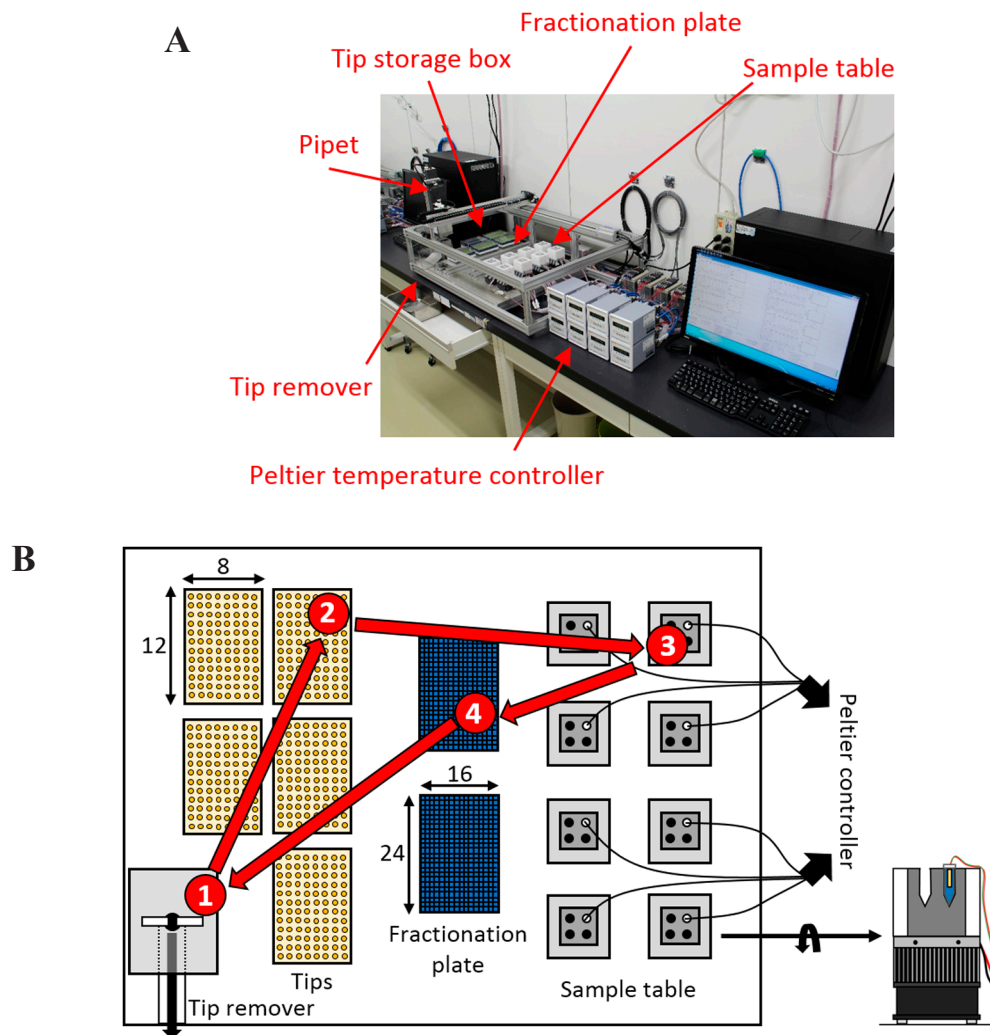 A
Fractionation plate
Tip storage box
Sample table
Pipet
Tip remover
Peltier temperature controller
B
8
12
2
3
4
16
24
1
Peltier controller
Fractionation
plate
Tips
Sample table
Tip remover